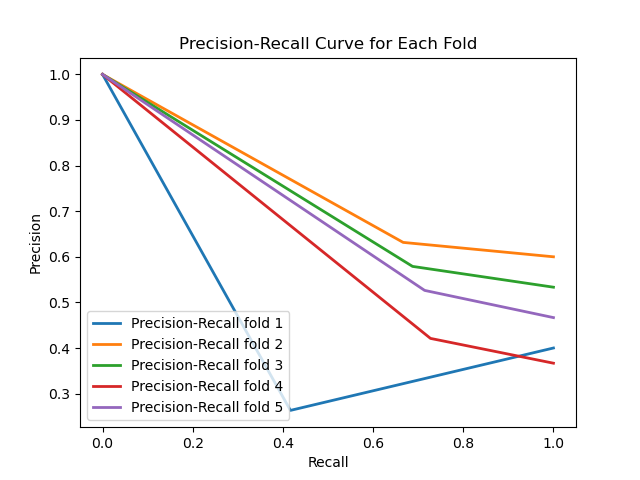 Precision-Recall Curve for Each Fold
1.0
0.9
0.8
0.7
0.6
0.5
0.4
0.3
Precision
Precision-Recall fold 1
Precision-Recall fold 2
Precision-Recall fold 3
Precision-Recall fold 4
Precision-Recall fold 5
0.0 0.2 0.4 0.6 0.8 1.0
Recall